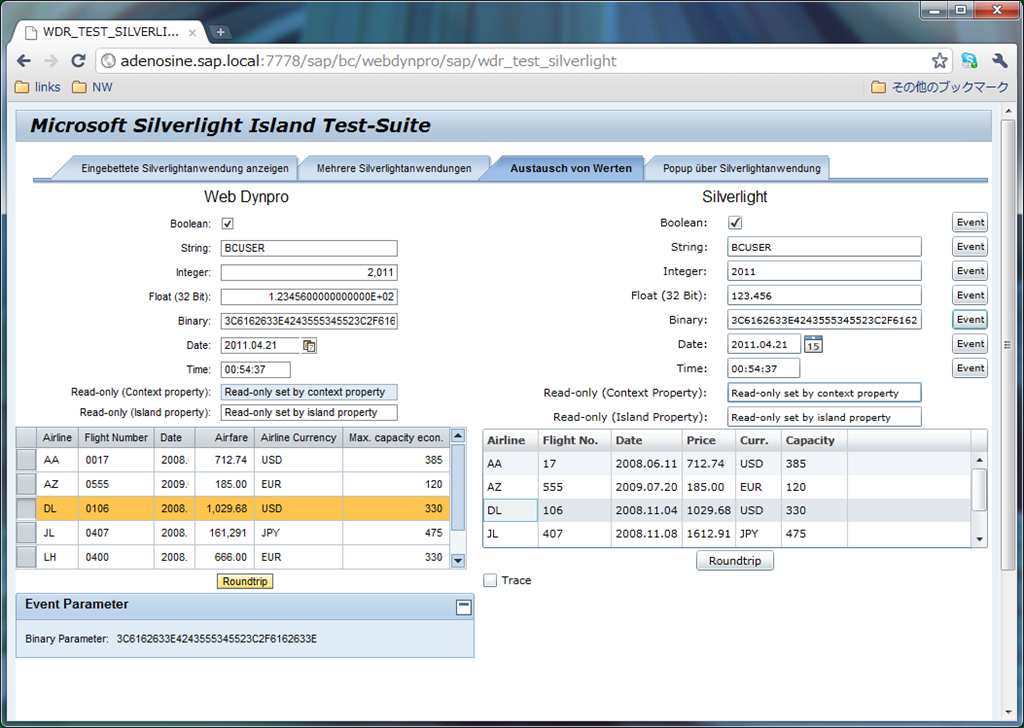 WDR_TEST_SILVERLI...
adenosine.sap.local:7778/sap/bc/webdynpro/sap/wdr_test_silverlight
links NW その他のブックマーク
Microsoft Silverlight Island Test-Suite
Eingebettete Silverlightanwendung anzeigen Mehrere Silverlightanwendungen Austausch von Werten Popup über Silverlightanwendung
Web Dynpro
Boolean:
String: BCUSER
Integer: 2,011
Float (32 Bit): 1.2345600000000000E+02
Binary: 3C6162633E4243555345523C2F616
Date: 2011.04.21
Time: 00:54:37
Read-only (Context property): Read-only set by context property
Read-only (Island property): Read-only set by island property
Airline Flight Number Date Airfare Airline Currency Max. capacity econ.
AA 0017 2008. 712.74 USD 385
AZ 0555 2009. 185.00 EUR 120
DL 0106 2008. 1,029.68 USD 330
JL 0407 2008. 161,291 JPY 475
LH 0400 2008. 666.00 EUR 330
Roundtrip
Event Parameter
Binary Parameter: 3C6162633E4243555345523C2F6162633E
Silverlight
Boolean: Event
String: BCUSER Event
Integer: 2011 Event
Float (32 Bit): 123.456 Event
Binary: 3C6162633E4243555345523C2F6162 Event
Date: 2011.04.21 15 Event
Time: 00:54:37 Event
Read-only (Context Property): Read-only set by context property
Read-only (Island Property): Read-only set by island property
Airline Flight No. Date Price Curr. Capacity
AA 17 2008.06.11 712.74 USD 385
AZ 555 2009.07.20 185.00 EUR 120
DL 106 2008.11.04 1029.68 USD 330
JL 407 2008.11.08 1612.91 JPY 475
Roundtrip
Trace